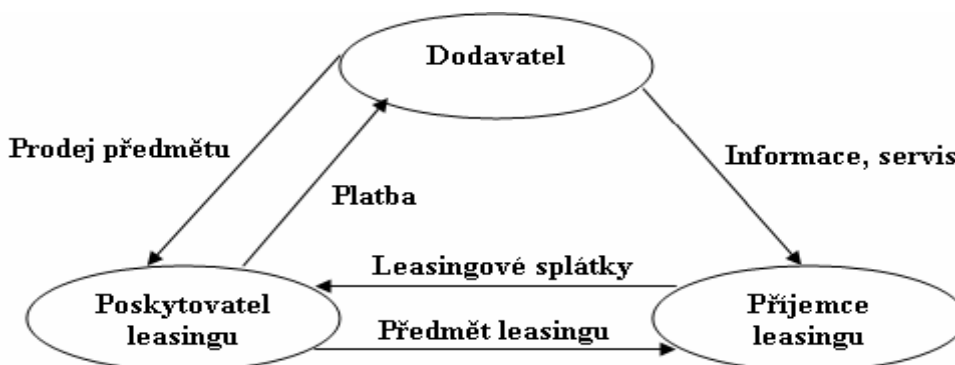 Dodavatel
Prodej předmětu
Informace, servis
Platba
Leasingové splátky
Poskytovatel
leasingu
Příjemce
leasingu
Předmět leasingu